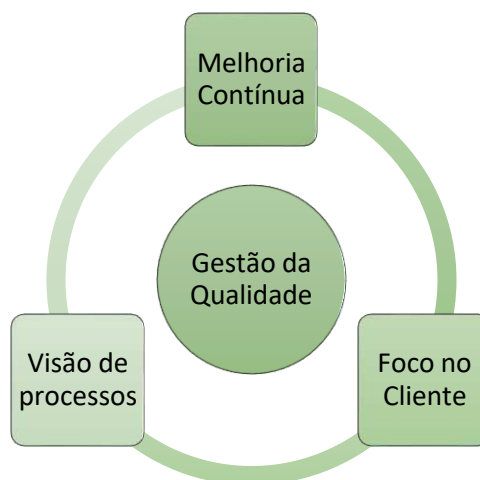 Melhoria
Contínua
Gestão da
Qualidade
Visão de
processos
Foco no
Cliente